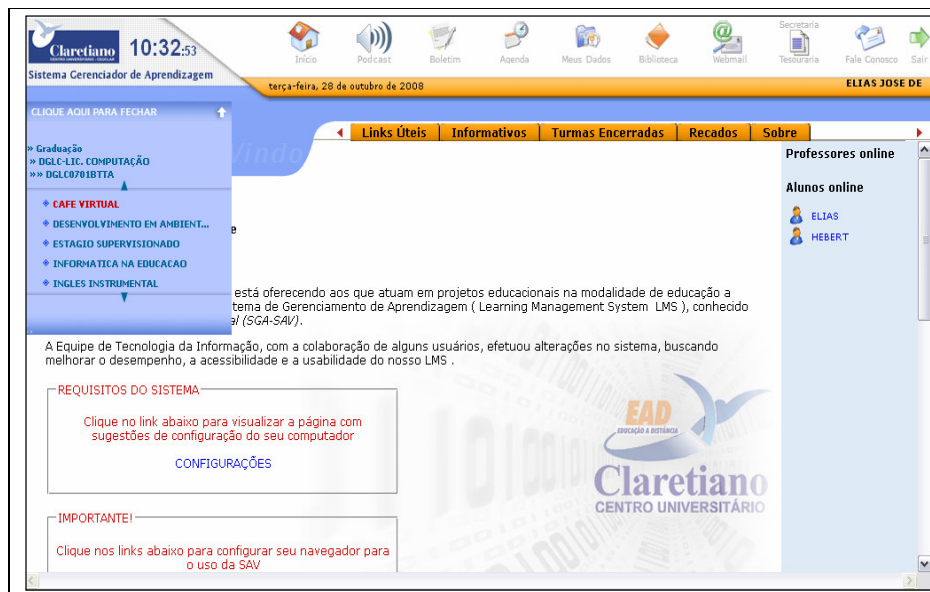 Claretiano
CENTRO UNIVERSITÁRIO
10:32:53
Sistema Gerenciador de Aprendizagem
Início
Podcast
Boletim
Agenda
Meus Dados
Biblioteca
Webmail
Secretaria
Tesouraria
Fale Conosco
Sair
terça-feira, 28 de outubro de 2008
ELIAS JOSE DE
CLIQUE AQUI PARA FECHAR
Links Úteis
Informativos
Turmas Encerradas
Recados
Sobre
» Graduação
» DGLC-LIC. COMPUTAÇÃO
»» DGLC0701BTTA
Vindo
CAFE VIRTUAL
DESENVOLVIMENTO EM AMBIENT...
ESTAGIO SUPERVISIONADO
INFORMATICA NA EDUCACAO
INGLES INSTRUMENTAL
Professores online
Alunos online
ELIAS
HEBERT
e
está oferecendo aos que atuam em projetos educacionais na modalidade de educação a
tema de Gerenciamento de Aprendizagem ( Learning Management System LMS ), conhecido
al (SGA-SAV).
A Equipe de Tecnologia da Informação, com a colaboração de alguns usuários, efetuou alterações no sistema, buscando
melhorar o desempenho, a acessibilidade e a usabilidade do nosso LMS .
REQUISITOS DO SISTEMA
Clique no link abaixo para visualizar a página com
sugestões de configuração do seu computador
CONFIGURAÇÕES
EAD
EDUCAÇÃO A DISTÂNCIA
Claretiano
CENTRO UNIVERSITÁRIO
IMPORTANTE!
Clique nos links abaixo para configurar seu navegador para
o uso da SAV